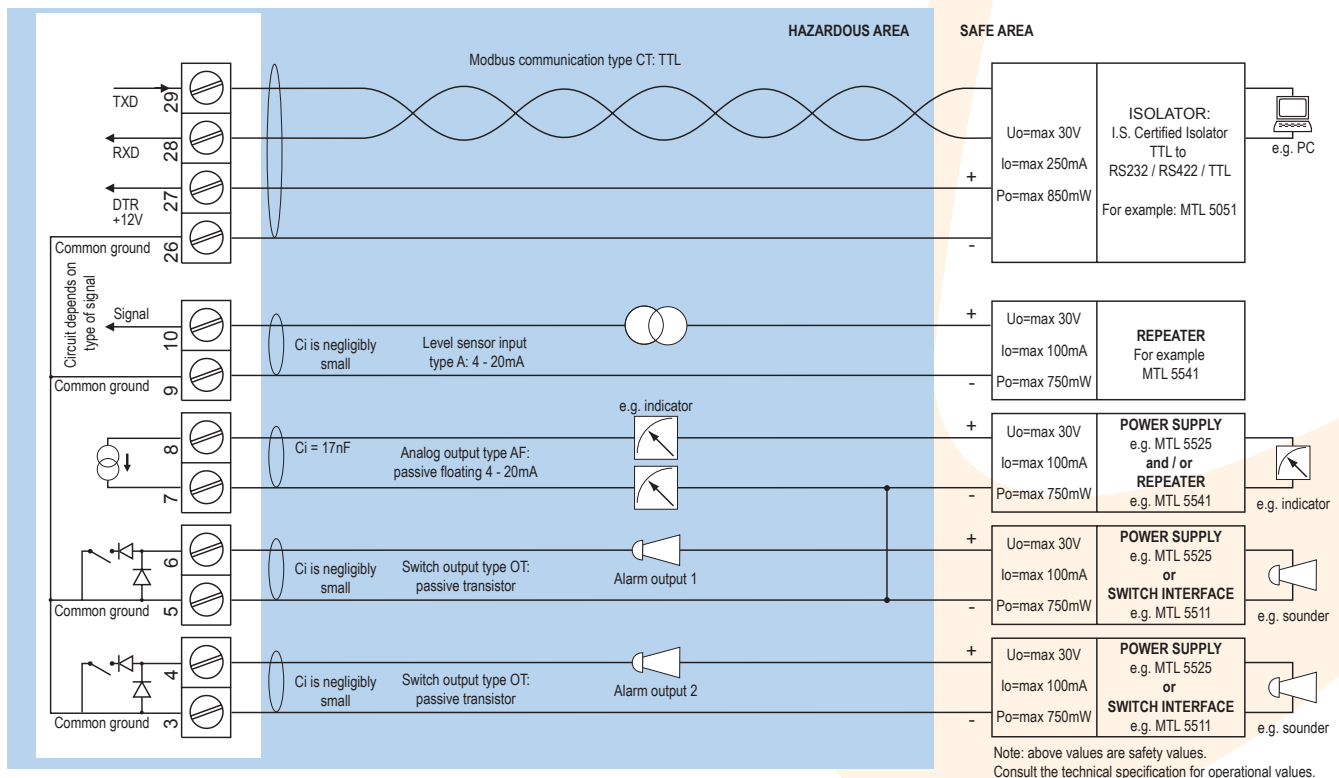 HAZARDOUS AREA
SAFE AREA
Modbus communication type CT: TTL
TXD
29
RXD
28
DTR
+12V
27
Common ground
26
+
-
Uo=max 30V
Io=max 250mA
Po=max 850mW
ISOLATOR:
I.S. Certified Isolator
TTL to
RS232 / RS422 / TTL
For example: MTL 5051
e.g. PC
Circuit depends on
type of signal
Signal
10
Common ground
9
Ci is negligibly
small
Level sensor input
type A: 4 - 20mA
+
-
Uo=max 30V
Io=max 100mA
Po=max 750mW
REPEATER
For example
MTL 5541
8
7
Ci = 17nF
Analog output type AF:
passive floating 4 - 20mA
e.g. indicator
+
-
Uo=max 30V
Io=max 100mA
Po=max 750mW
POWER SUPPLY
e.g. MTL 5525
and / or
REPEATER
e.g. MTL 5541
e.g. indicator
6
Common ground
5
Ci is negligibly
small
Switch output type OT:
passive transistor
Alarm output 1
+
-
Uo=max 30V
Io=max 100mA
Po=max 750mW
POWER SUPPLY
e.g. MTL 5525
or
SWITCH INTERFACE
e.g. MTL 5511
e.g. sounder
4
Common ground
3
Ci is negligibly
small
Switch output type OT:
passive transistor
Alarm output 2
+
-
Uo=max 30V
Io=max 100mA
Po=max 750mW
POWER SUPPLY
e.g. MTL 5525
or
SWITCH INTERFACE
e.g. MTL 5511
e.g. sounder
Note: above values are safety values.
Consult the technical specification for operational values.